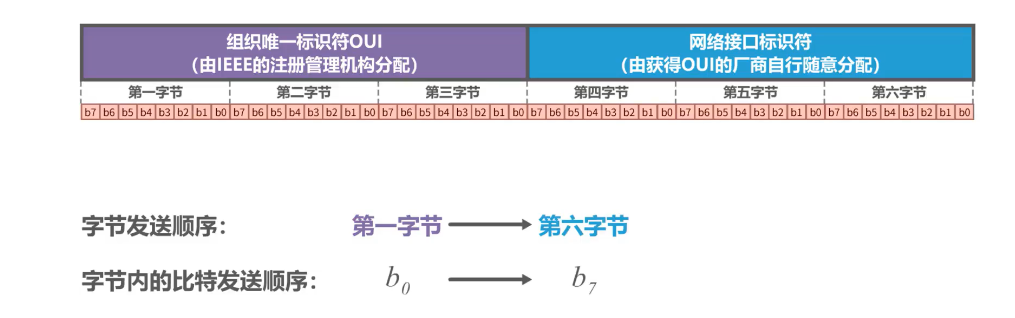 组织唯一标识符OUI
（由IEEE的注册管理机构分配）
网络接口标识符
（由获得OUI的厂商自行随意分配）
第一字节 第二字节 第三字节 第四字节 第五字节 第六字节
b7 b6 b5 b4 b3 b2 b1 b0 b7 b6 b5 b4 b3 b2 b1 b0 b7 b6 b5 b4 b3 b2 b1 b0 b7 b6 b5 b4 b3 b2 b1 b0 b7 b6 b5 b4 b3 b2 b1 b0 b7 b6 b5 b4 b3 b2 b1 b0
字节发送顺序： 第一字节 第六字节
字节内的比特发送顺序： b0 b7